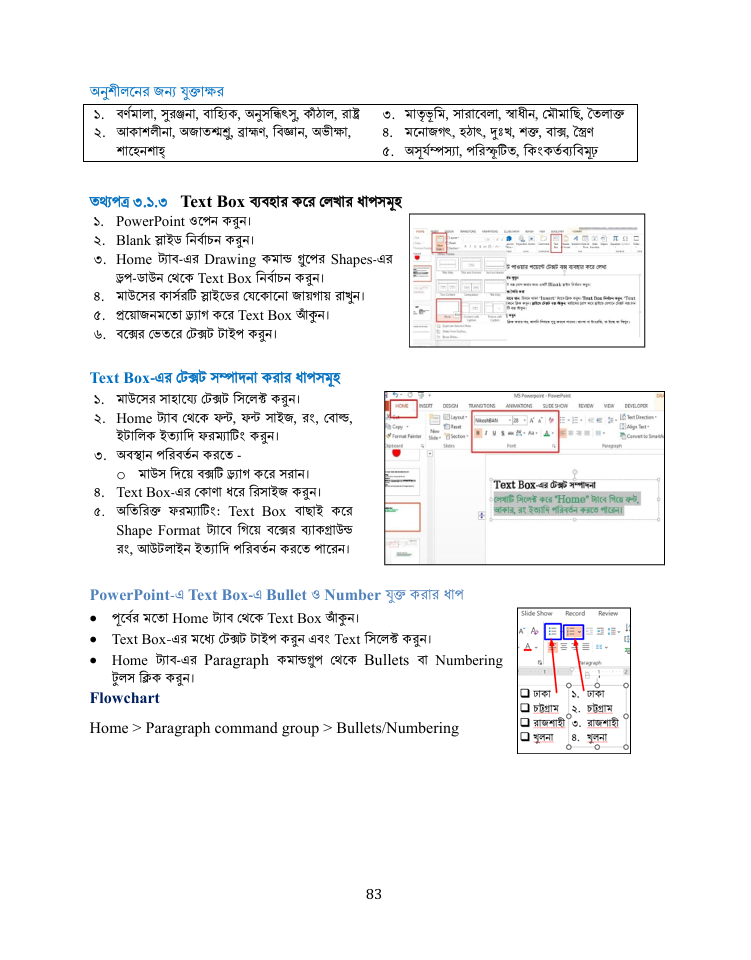 অনুশীলনের জন্য যুক্তাক্ষর
১. বর্ণমালা, সুরঞ্জনা, বাহ্যিক, অনুসন্ধিৎসু, কাঁঠাল, রাষ্ট্র
২. আকাশলীনা, অজাতশ্মশ্রু, ব্রাহ্মণ, বিজ্ঞান, অভীক্ষা,
শাহেনশাহ্
৩. মাতৃভূমি, সারাবেলা, স্বাধীন, মৌমাছি, তৈলাক্ত
৪. মনোজগৎ, হঠাৎ, দুঃখ, শক্ত, বাক্স, স্ত্রৈণ
৫. অসূর্যম্পস্যা, পরিস্ফূটিত, কিংকর্তব্যবিমূঢ়
তথ্যপত্র ৩.১.৩ Text Box ব্যবহার করে লেখার ধাপসমূহ
১. PowerPoint ওপেন করুন।
২. Blank স্লাইড নির্বাচন করুন।
৩. Home ট্যাব-এর Drawing কমান্ড গ্রুপের Shapes-এর
ড্রপ-ডাউন থেকে Text Box নির্বাচন করুন।
৪. মাউসের কার্সরটি স্লাইডের যেকোনো জায়গায় রাখুন।
৫. প্রয়োজনমতো ড্র্যাগ করে Text Box আঁকুন।
৬. বক্সের ভেতরে টেক্সট টাইপ করুন।
Text Box-এর টেক্সট সম্পাদনা করার ধাপসমূহ
১. মাউসের সাহায্যে টেক্সট সিলেক্ট করুন।
২. Home ট্যাব থেকে ফন্ট, ফন্ট সাইজ, রং, বোল্ড,
ইটালিক ইত্যাদি ফরম্যাটিং করুন।
৩. অবস্থান পরিবর্তন করতে -
o মাউস দিয়ে বক্সটি ড্র্যাগ করে সরান।
৪. Text Box-এর কোণা ধরে রিসাইজ করুন।
৫. অতিরিক্ত ফরম্যাটিং: Text Box বাছাই করে
Shape Format ট্যাবে গিয়ে বক্সের ব্যাকগ্রাউন্ড
রং, আউটলাইন ইত্যাদি পরিবর্তন করতে পারেন।
MS Powerpoint - PowerPoint
HOME INSERT DESIGN TRANSITIONS ANIMATIONS SLIDE SHOW REVIEW VIEW DEVELOPER
Copy
Format Painter
New
Slide
Layout
Reset
Section
NikoshBAN 28
Text Direction
Align Text
Convert to SmartA
Slides Font Paragraph
Text Box-এর টেক্সট সম্পাদনা
লেখাটি সিলেক্ট করে "Home" ট্যাবে গিয়ে ফন্ট,
আকার, রং ইত্যাদি পরিবর্তন করতে পারেন।
PowerPoint-এ Text Box-এ Bullet ও Number যুক্ত করার ধাপ
• পূর্বের মতো Home ট্যাব থেকে Text Box আঁকুন।
• Text Box-এর মধ্যে টেক্সট টাইপ করুন এবং Text সিলেক্ট করুন।
• Home ট্যাব-এর Paragraph কমান্ডগ্রুপ থেকে Bullets বা Numbering
টুলস ক্লিক করুন।
Flowchart
Home > Paragraph command group > Bullets/Numbering
Slide Show Record Review
Paragraph
❑ ঢাকা ১. ঢাকা
❑ চট্টগ্রাম ২. চট্টগ্রাম
❑ রাজশাহী ৩. রাজশাহী
❑ খুলনা ৪. খুলনা
83